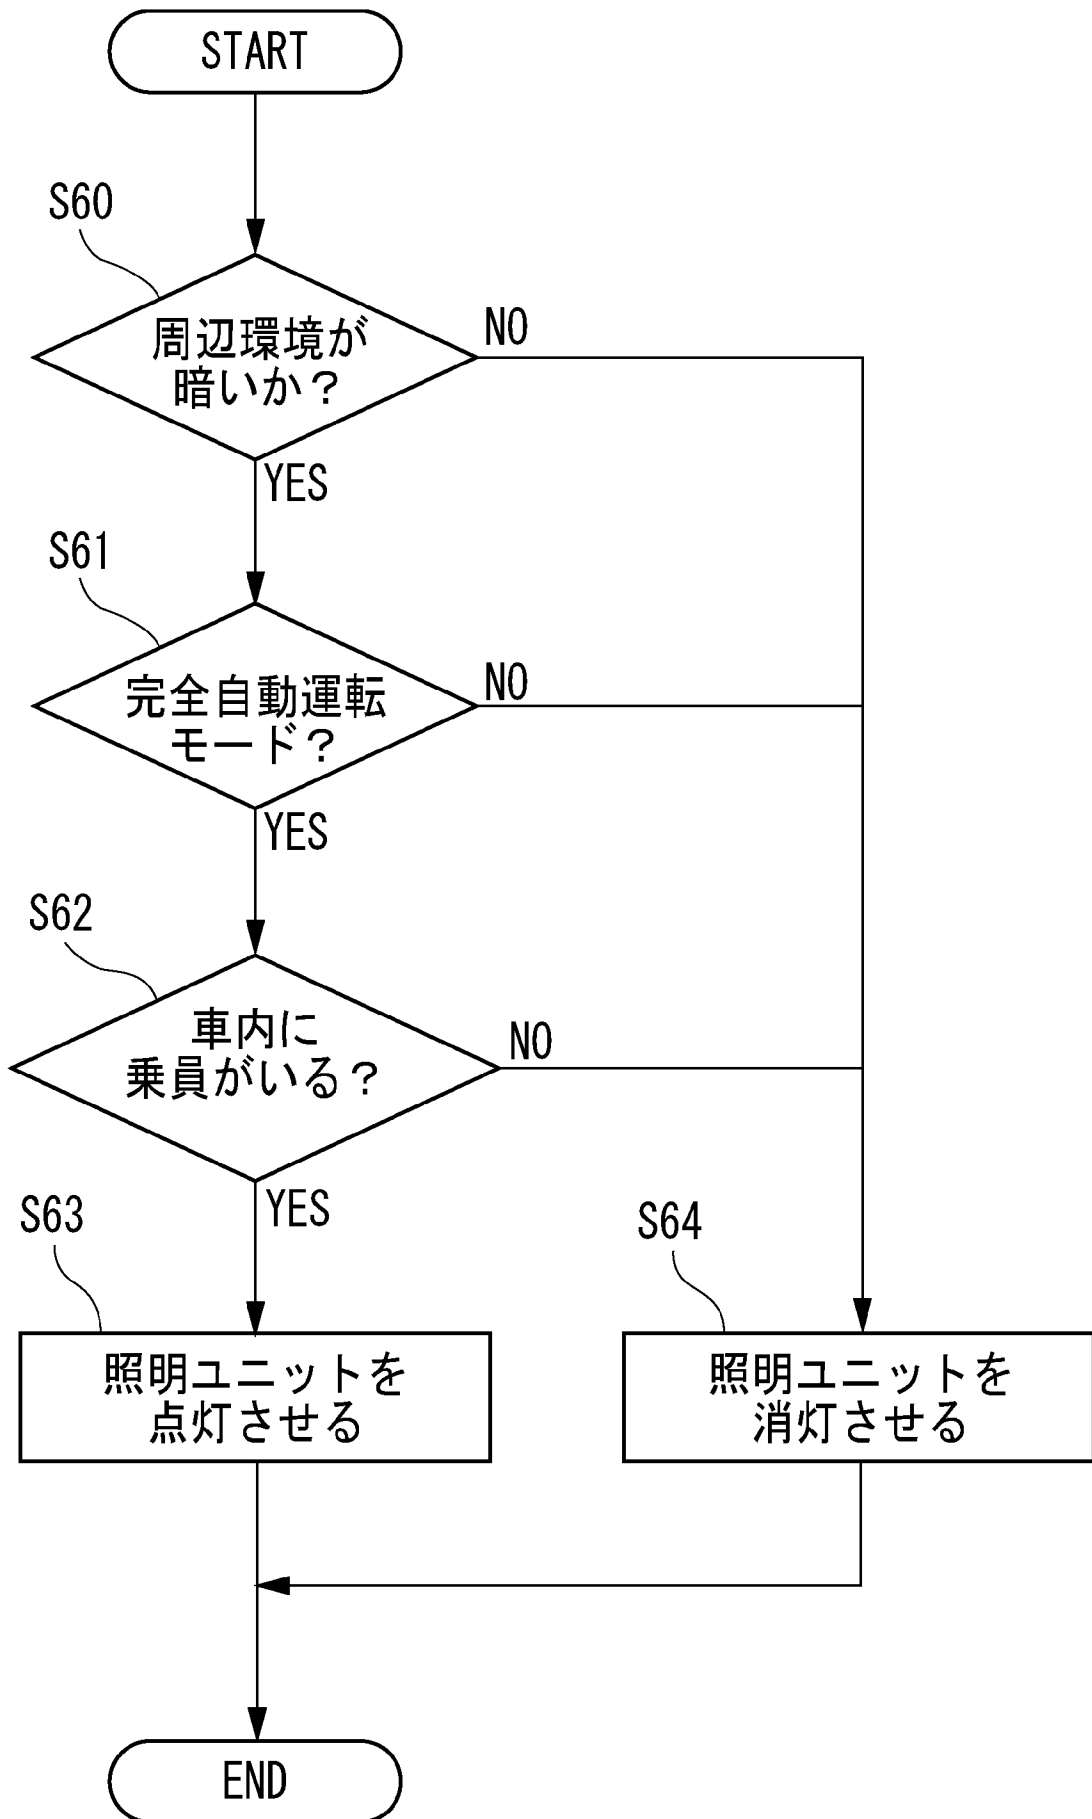 START
S60
周辺環境が
暗いか？
NO
YES
S61
完全自動運転
モード？
NO
YES
S62
車内に
乗員がいる？
NO
YES
S63
照明ユニットを
点灯させる
S64
照明ユニットを
消灯させる
END